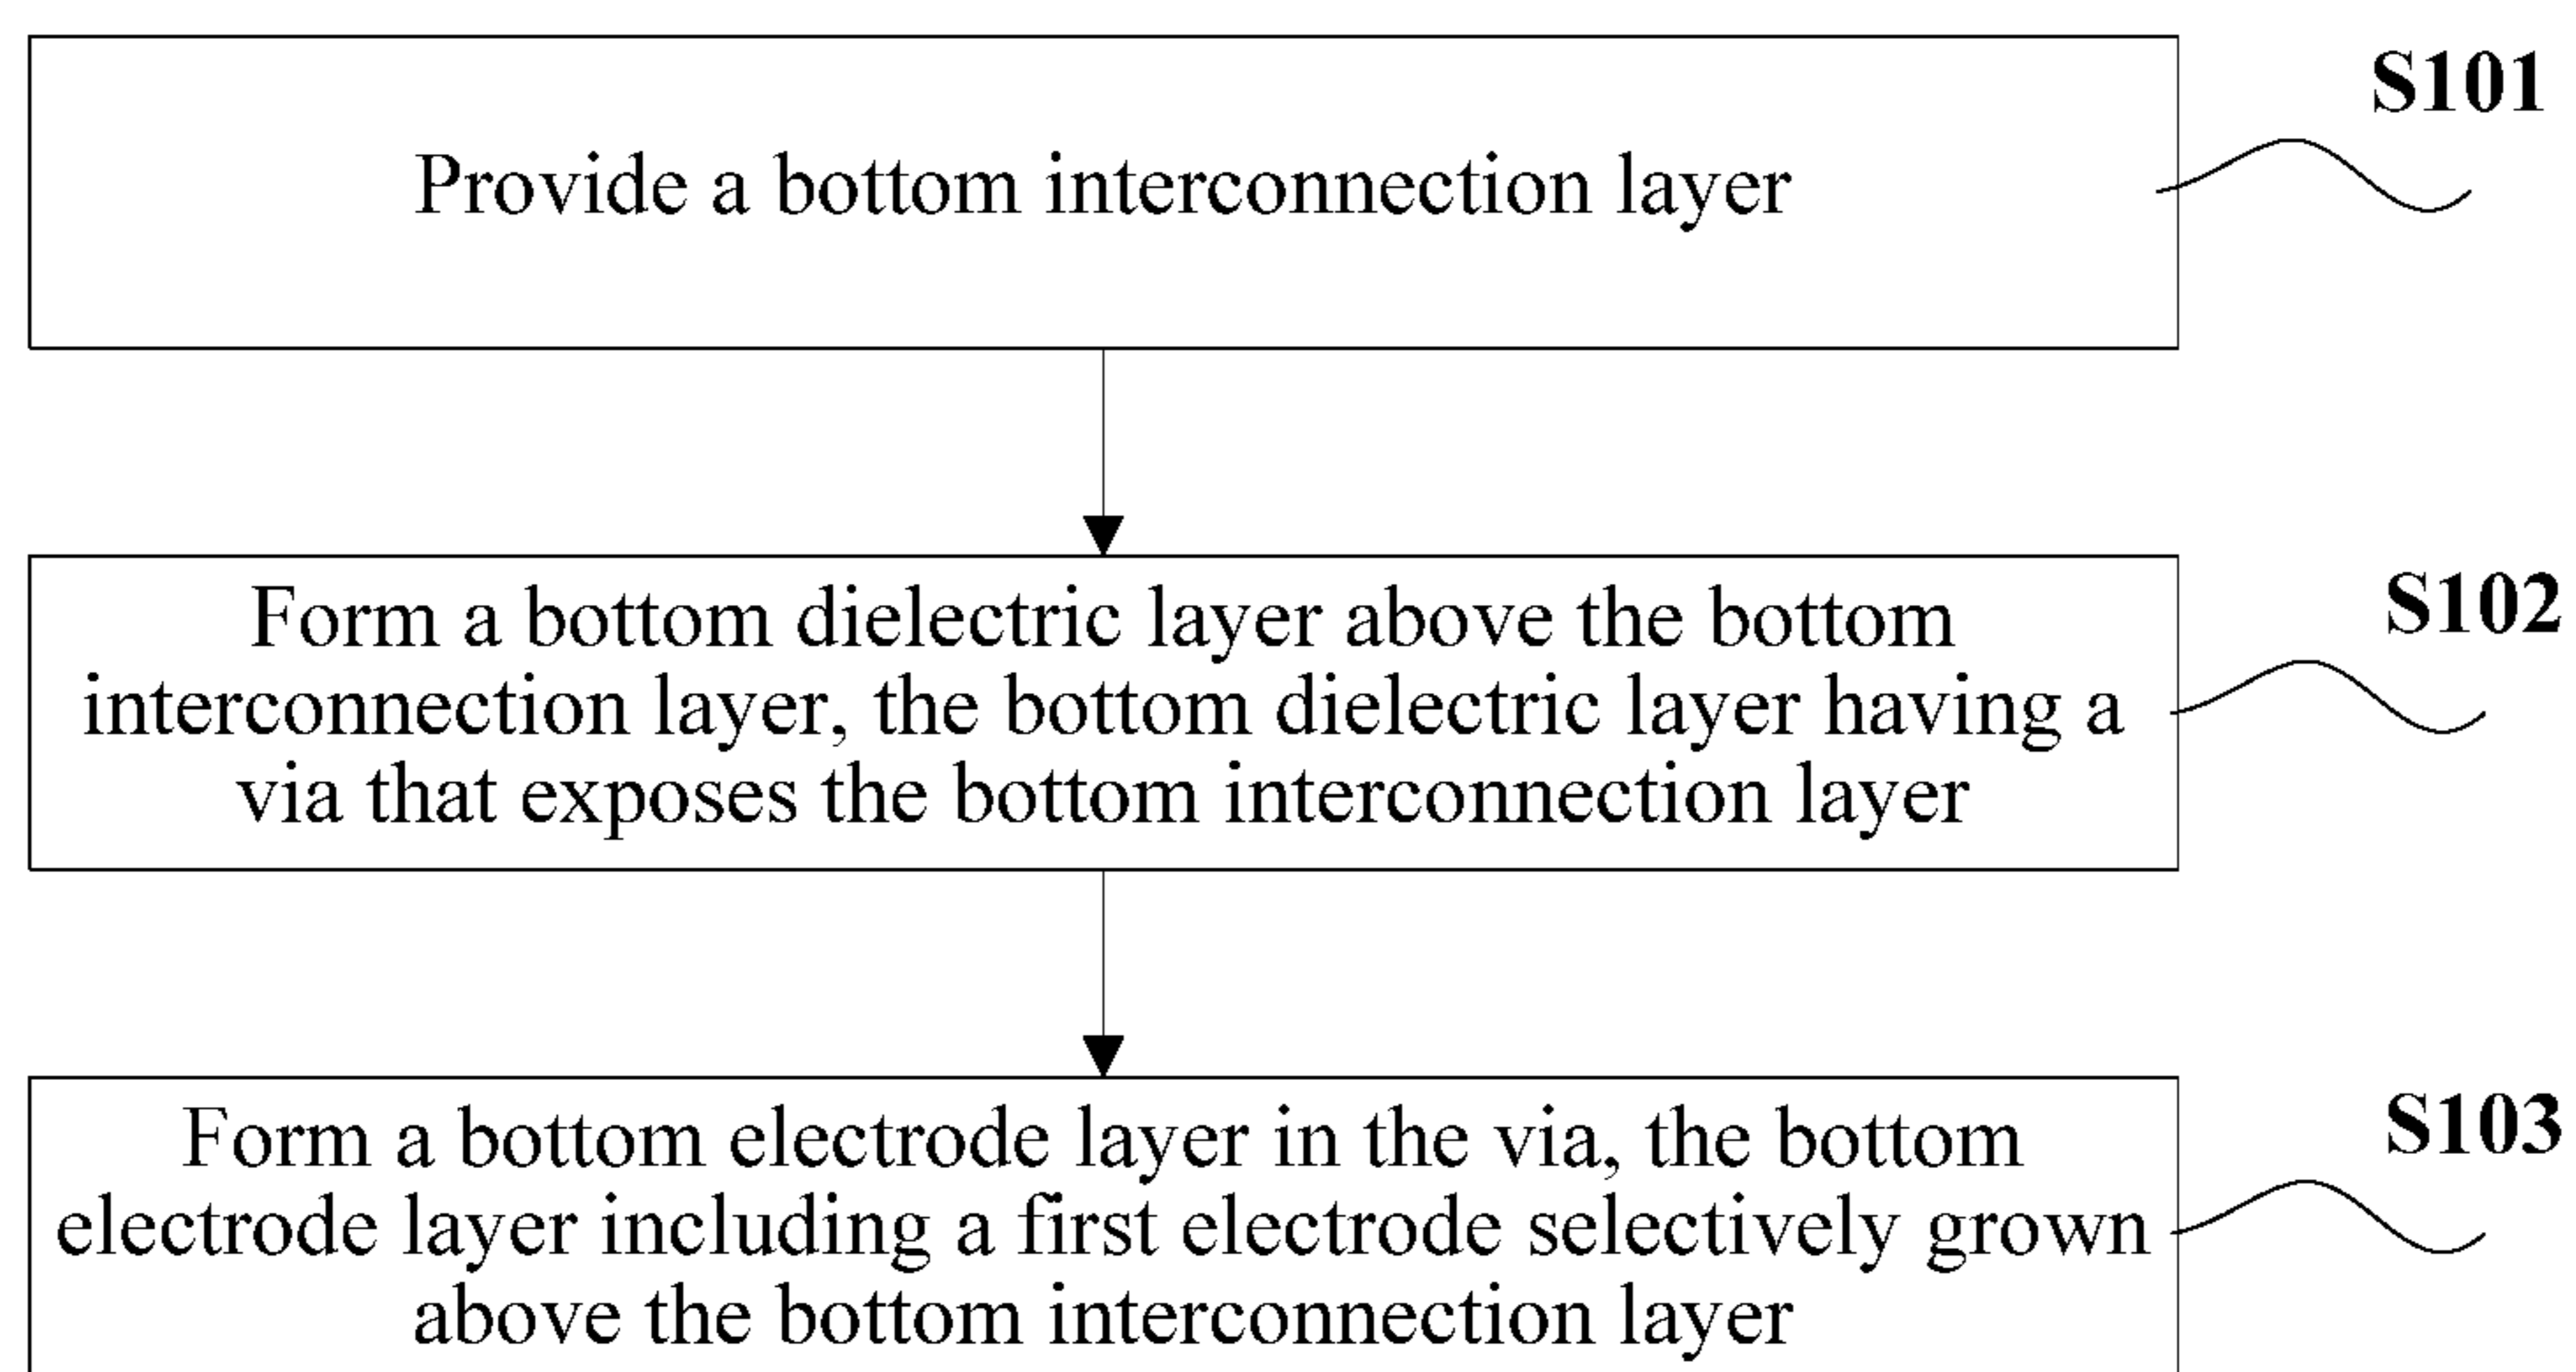 S101
Provide a bottom interconnection layer
Form a bottom dielectric layer above the bottom
S102
interconnection layer, the bottom dielectric layer having a
via that exposes the bottom interconnection layer
Form a bottom electrode layer in the via, the bottom
S103
electrode layer including a first electrode selectively grown
above the bottom interconnection layer